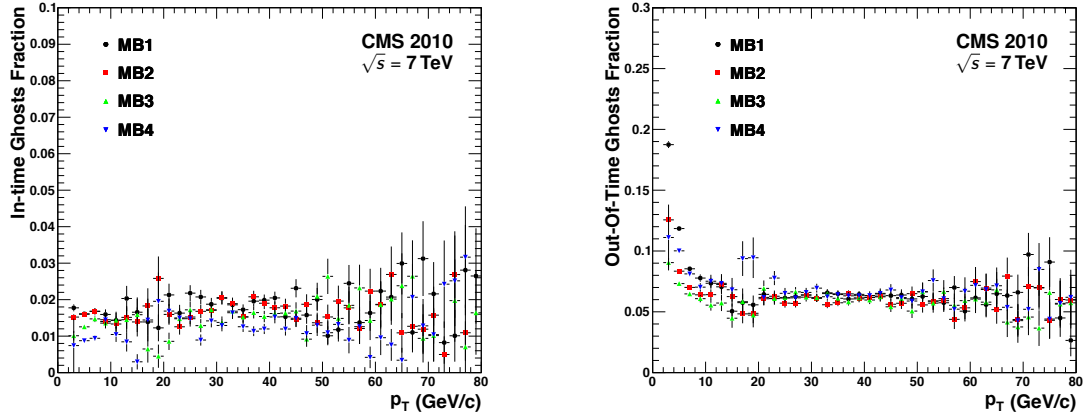 In-time Ghosts Fraction
0.1
0.09
0.08
0.07
0.06
0.05
0.04
0.03
0.02
0.01
0
MB1
MB2
MB3
MB4
CMS 2010
√s = 7 TeV
0 10 20 30 40 50 60 70 80
p_T (GeV/c)
Out-Of-Time Ghosts Fraction
0.3
0.25
0.2
0.15
0.1
0.05
0
MB1
MB2
MB3
MB4
CMS 2010
√s = 7 TeV
0 10 20 30 40 50 60 70 80
p_T (GeV/c)